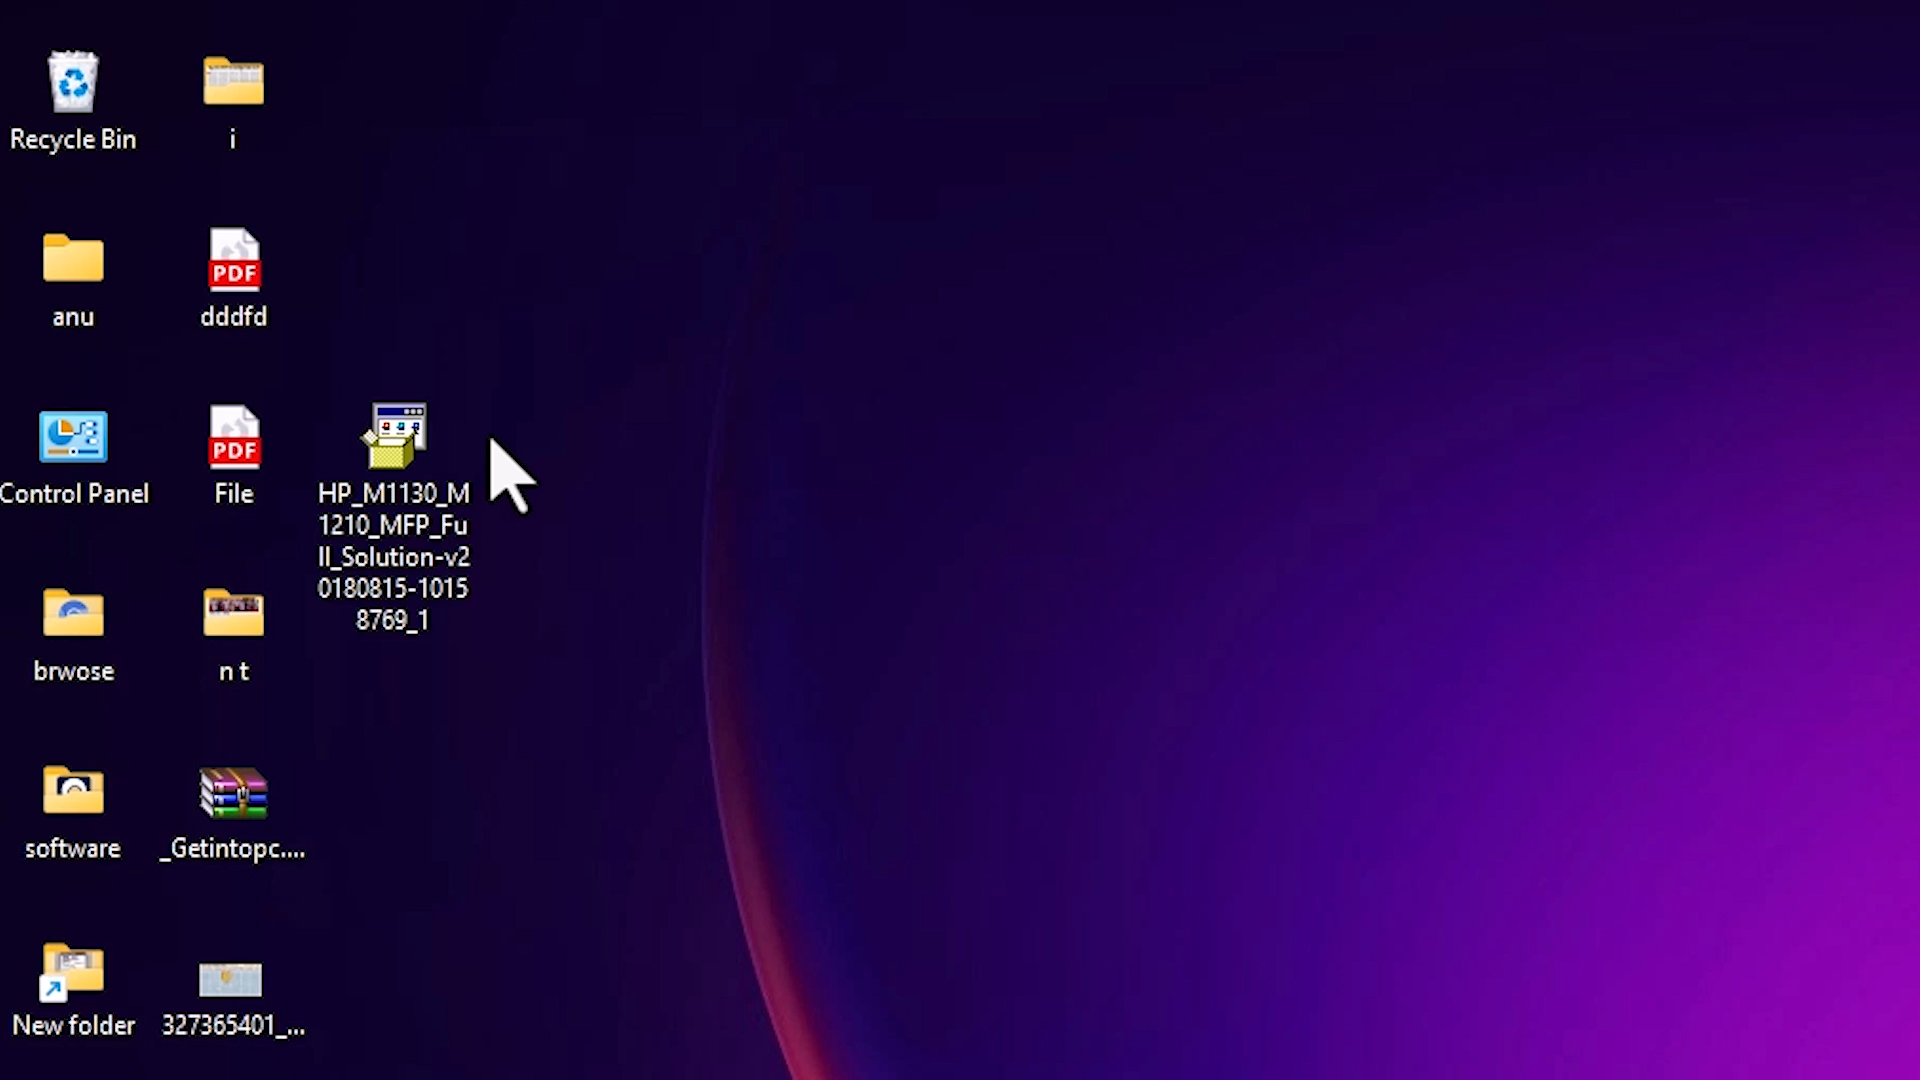 Recycle Bin
i
anu
PDF
dddfd
Control Panel
PDF
File
HP_M1130_M
1210_MFP_Fu
ll_Solution-v2
0180815-1015
8769_1
brwose
n t
software
_Getintopc....
New folder
327365401_...